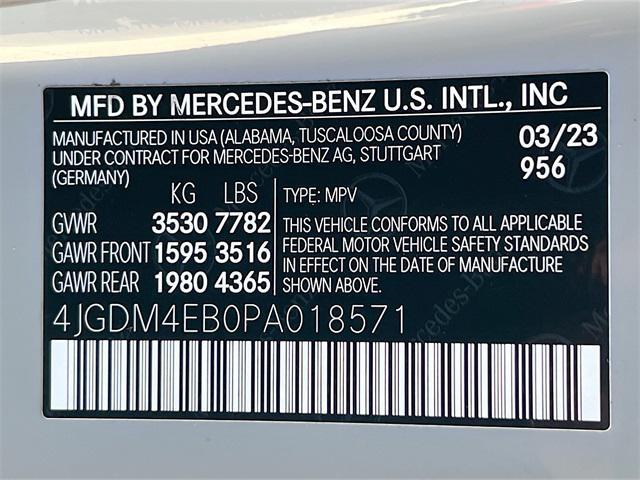 MFD BY MERCEDES-BENZ U.S. INTL., INC
MANUFACTURED IN USA (ALABAMA, TUSCALOOSA COUNTY)
UNDER CONTRACT FOR MERCEDES-BENZ AG, STUTTGART
(GERMANY)
03/23
956
KG LBS
GVWR 3530 7782
GAWR FRONT 1595 3516
GAWR REAR 1980 4365
TYPE: MPV
THIS VEHICLE CONFORMS TO ALL APPLICABLE
FEDERAL MOTOR VEHICLE SAFETY STANDARDS
IN EFFECT ON THE DATE OF MANUFACTURE
SHOWN ABOVE.
4JGDM4EB0PA018571